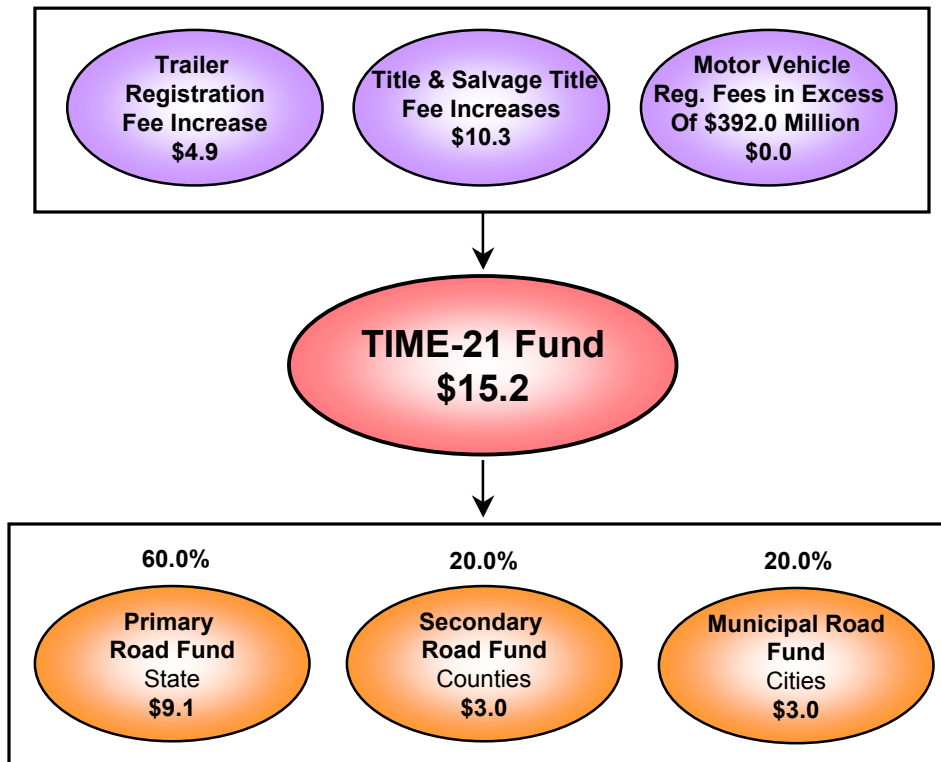 Trailer
Registration
Fee Increase
$4.9
Title & Salvage Title
Fee Increases
$10.3
Motor Vehicle
Reg. Fees in Excess
Of $392.0 Million
$0.0
TIME-21 Fund
$15.2
60.0%
Primary
Road Fund
State
$9.1
20.0%
Secondary
Road Fund
Counties
$3.0
20.0%
Municipal Road
Fund
Cities
$3.0